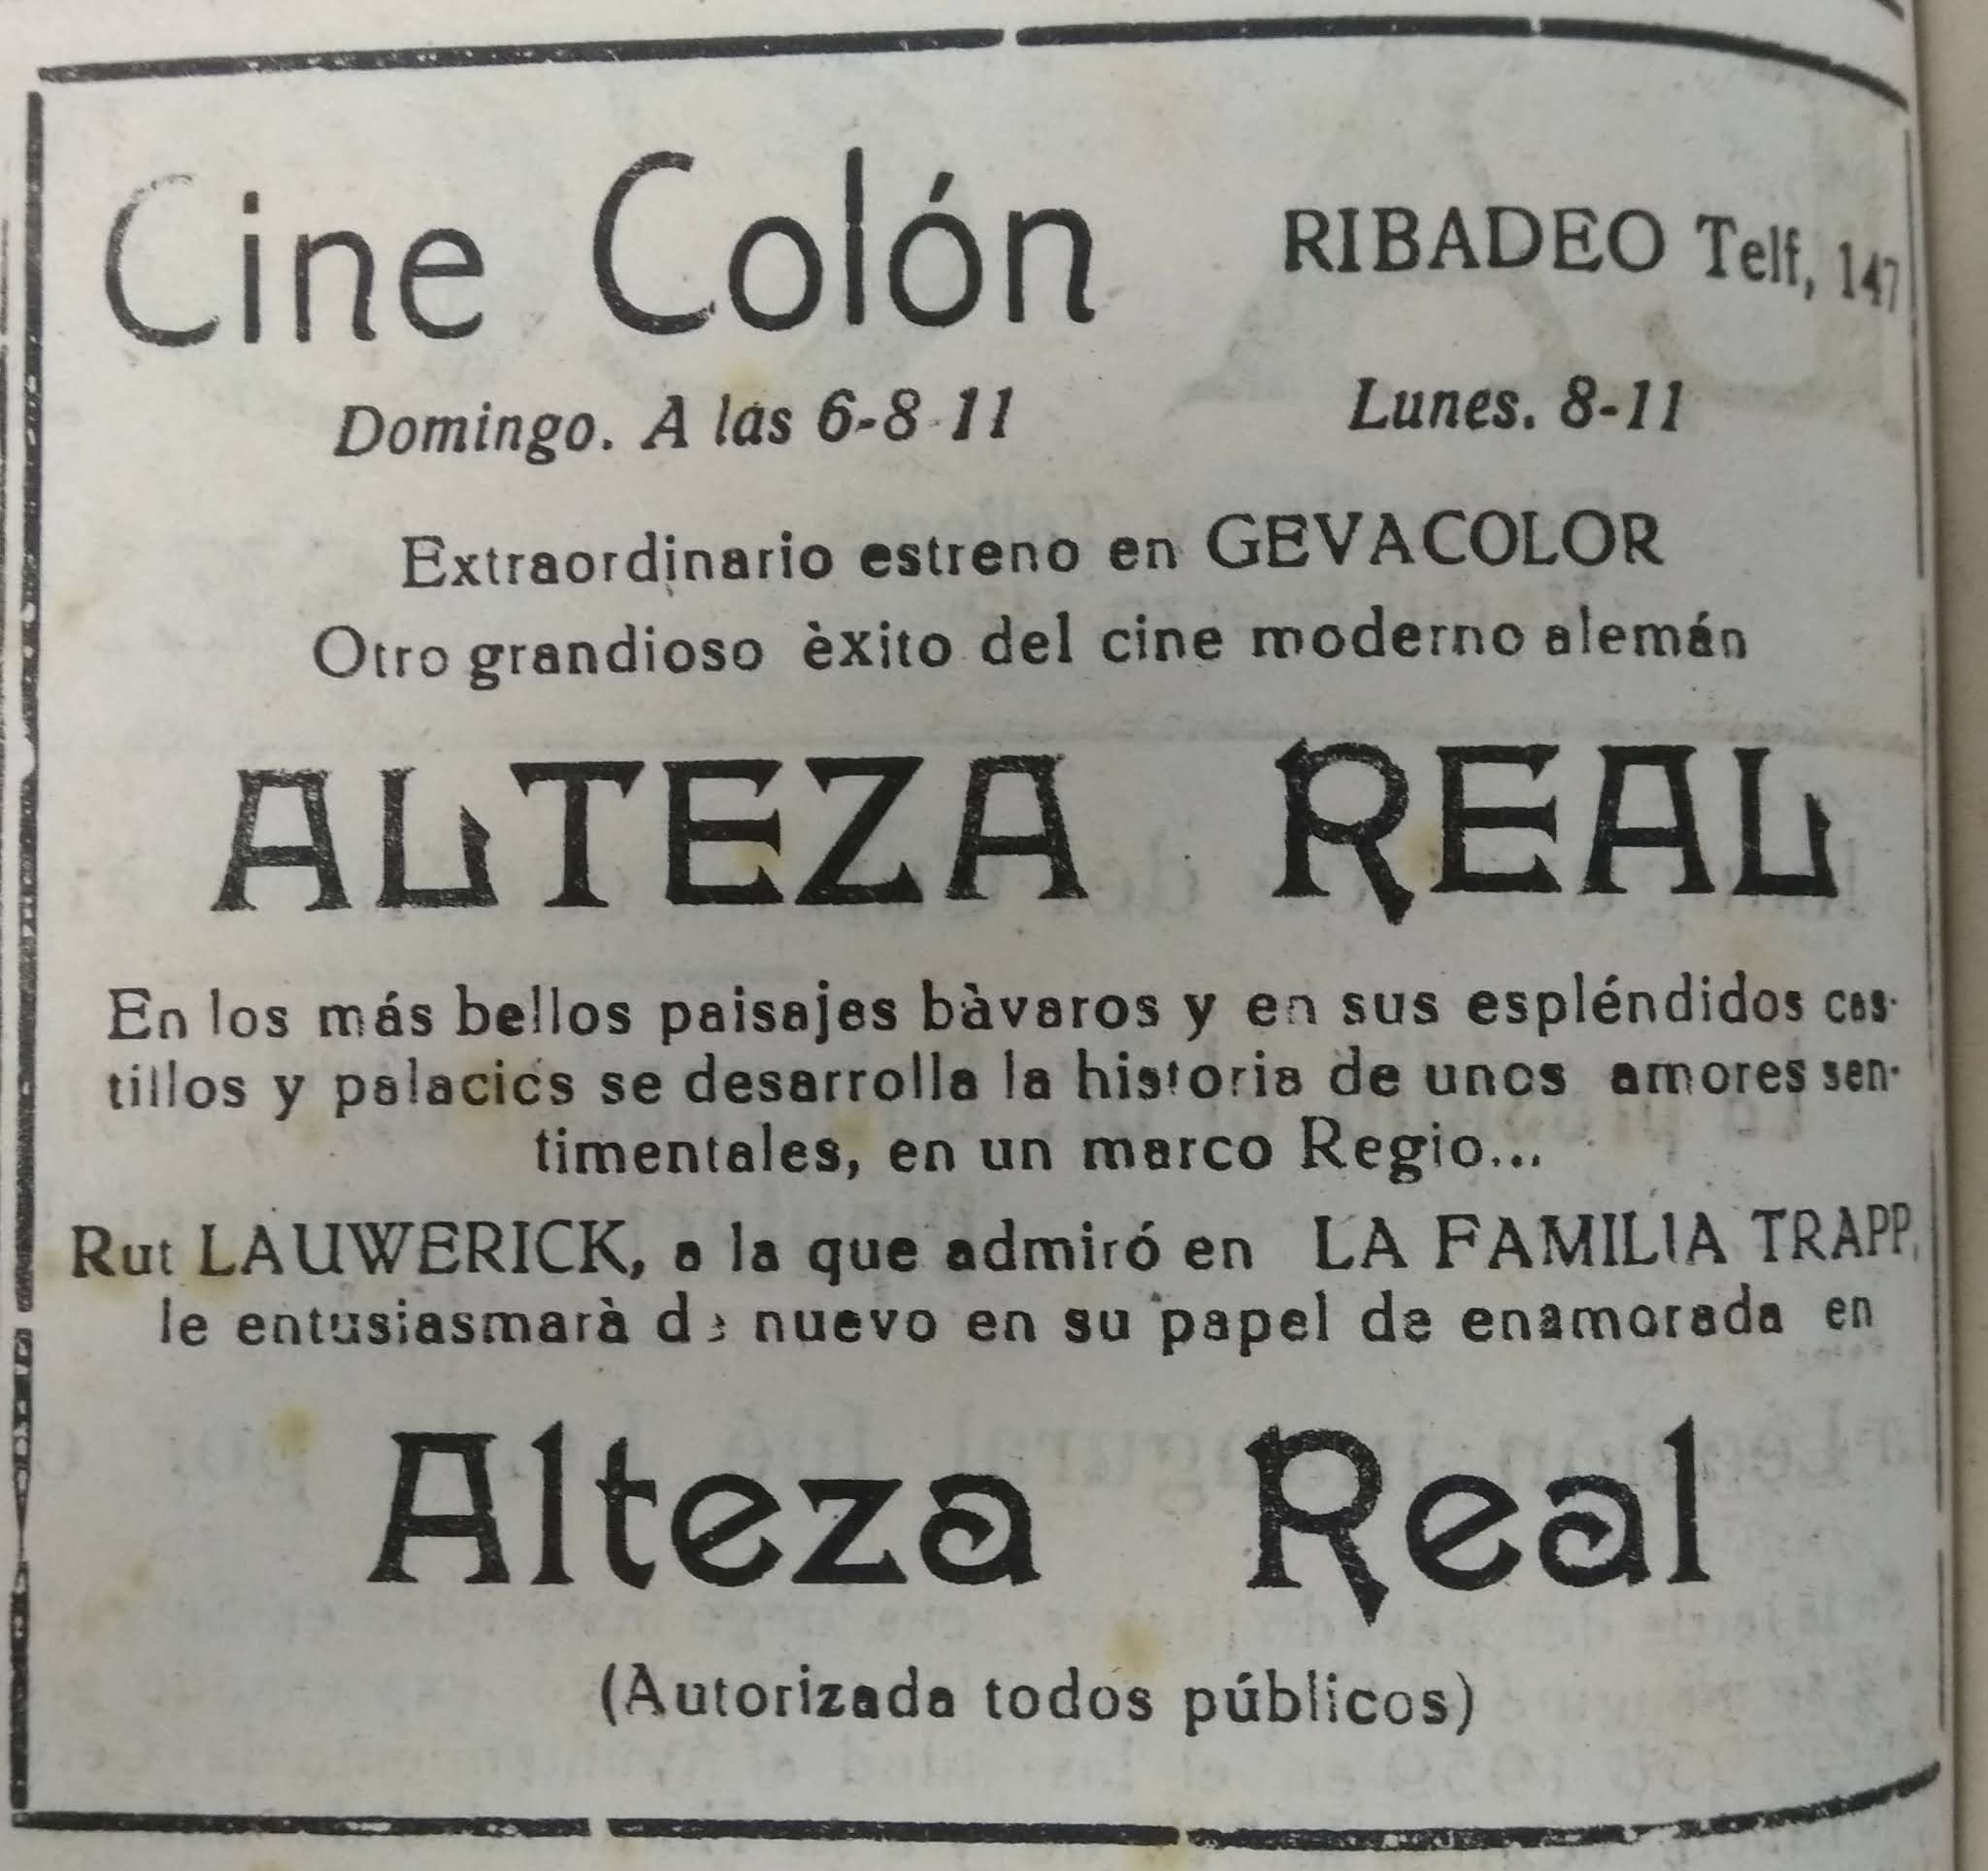 Cine Colón RIBADEO Telf, 147
Domingo. A las 6-8-11 Lunes. 8-11
Extraordinario estreno en GEVACOLOR
Otro grandioso èxito del cine moderno alemán
ALTEZA REAL
En los más bellos paisajes bàvaros y en sus espléndidos cas-
tillos y palacios se desarrolla la historia de unos amores sen-
timentales, en un marco Regio...
Rut LAUWERICK, a la que admiró en LA FAMILIA TRAPP,
le entusiasmarà de nuevo en su papel de enamorada en
Alteza Real
(Autorizada todos públicos)